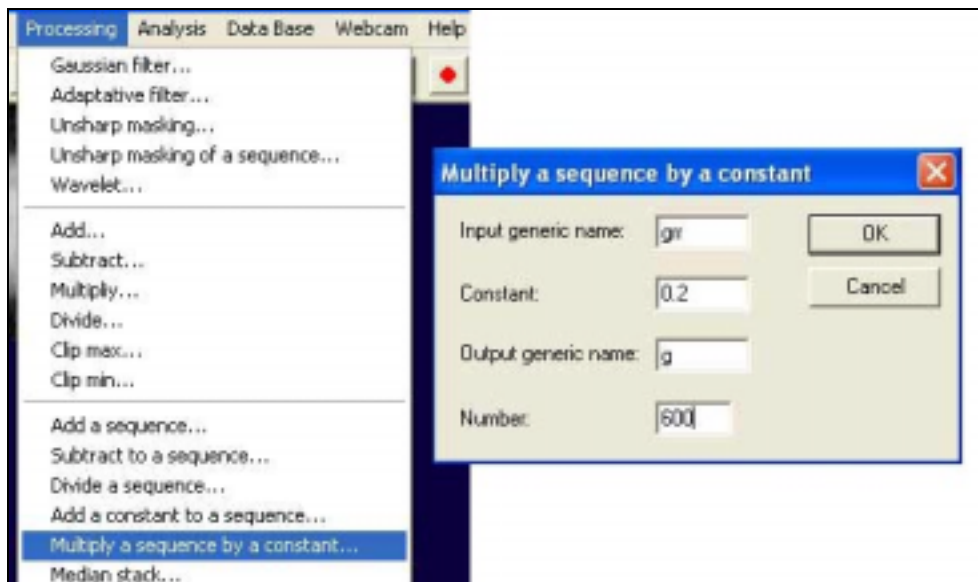 Processing Analysis Data Base Webcam Help
Gaussian filter...
Adaptative filter...
Unsharp masking...
Unsharp masking of a sequence...
Wavelet...
Add...
Subtract...
Multiply...
Divide...
Clip max...
Clip min...
Add a sequence...
Subtract to a sequence...
Divide a sequence...
Add a constant to a sequence...
Multiply a sequence by a constant...
Median stack...
Multiply a sequence by a constant
Input generic name:
OK
Constant: 0.2
Cancel
Output generic name: g
Number: 600